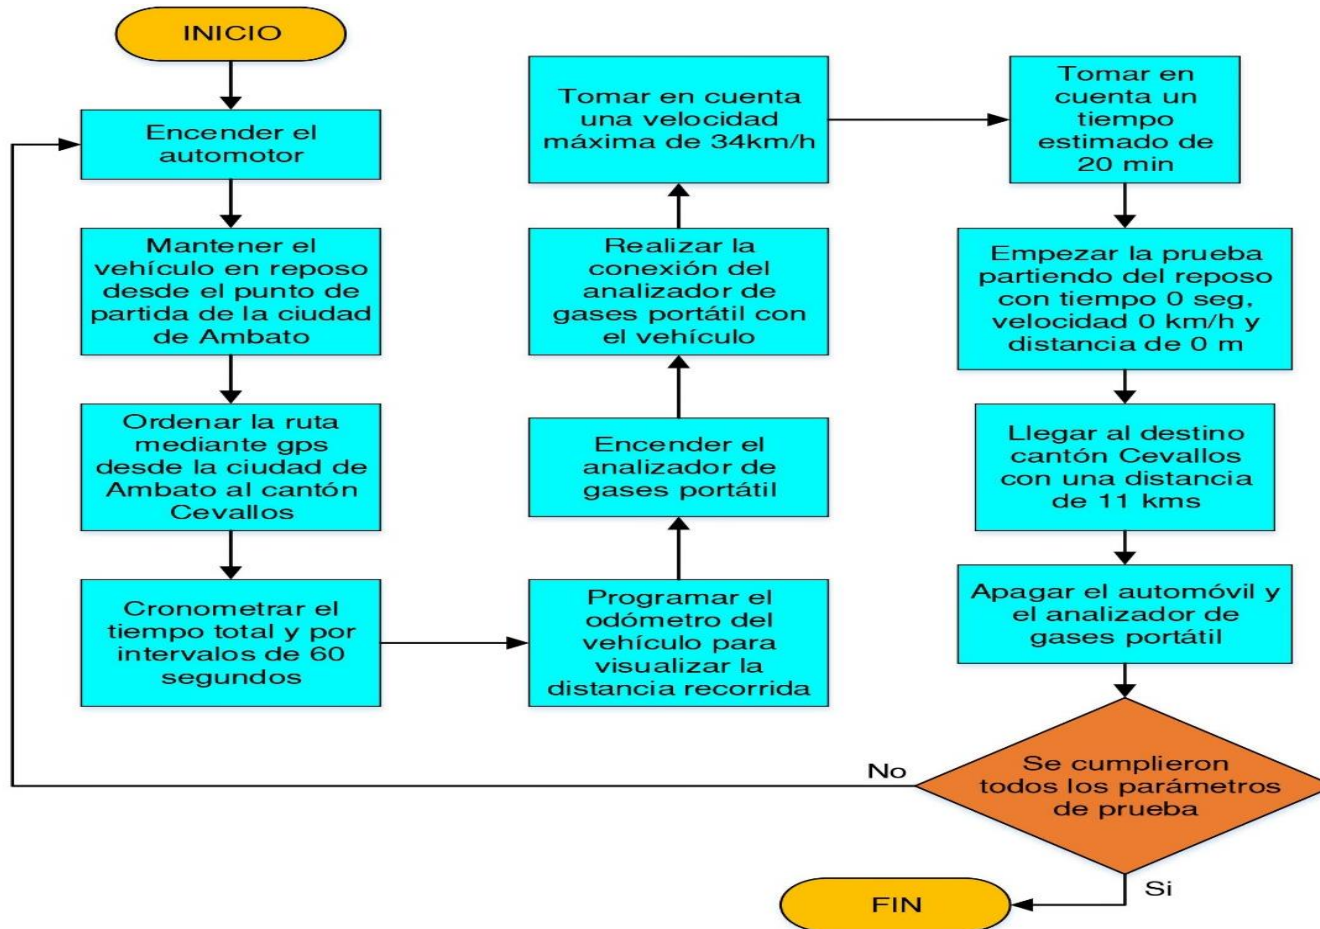 INICIO
Encender el
automotor
Mantener el
vehículo en reposo
desde el punto de
partida de la ciudad
de Ambato
Ordenar la ruta
mediante gps
desde la ciudad de
Ambato al cantón
Cevallos
Cronometrar el
tiempo total y por
intervalos de 60
segundos
Programar el
odómetro del
vehículo para
visualizar la
distancia recorrida
Encender el
analizador de
gases portátil
Realizar la
conexión del
analizador de
gases portátil con
el vehículo
Tomar en cuenta
una velocidad
máxima de 34km/h
Tomar en
cuenta un
tiempo
estimado de
20 min
Empezar la prueba
partiendo del reposo
con tiempo 0 seg,
velocidad 0 km/h y
distancia de 0 m
Llegar al destino
cantón Cevallos
con una distancia
de 11 kms
Apagar el automóvil y
el analizador de
gases portátil
Se cumplieron
todos los parámetros
de prueba
No
Si
FIN